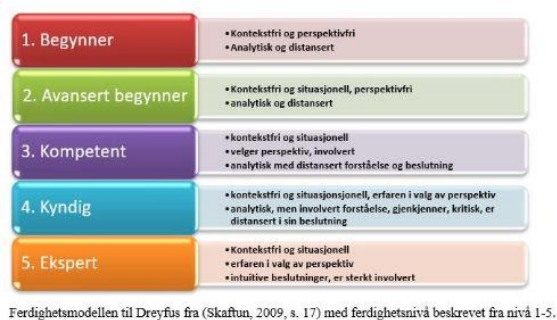 1. Begynner
•Kontekstfri og perspektivfri
•Analytisk og distansert
2. Avansert begynner
•Kontekstfri og situasjonell, perspektivfri
•analytisk og distansert
3. Kompetent
•kontekstfri og situasjonell
•velger perspektiv, involvert
•analytisk med distansert forståelse og beslutning
4. Kyndig
•kontekstfri og situasjonsjonell, erfaren i valg av perspektiv
•analytisk, men involvert forståelse, gjenkjenner, kritisk, er
distansert i sin beslutning
5. Ekspert
•Kontekstfri og situasjonell
•erfaren i valg av perspektiv
•intuitive beslutninger, er sterkt involvert
Ferdighetsmodellen til Dreyfus fra (Skaftun, 2009, s. 17) med ferdighetsnivå beskrevet fra nivå 1-5.